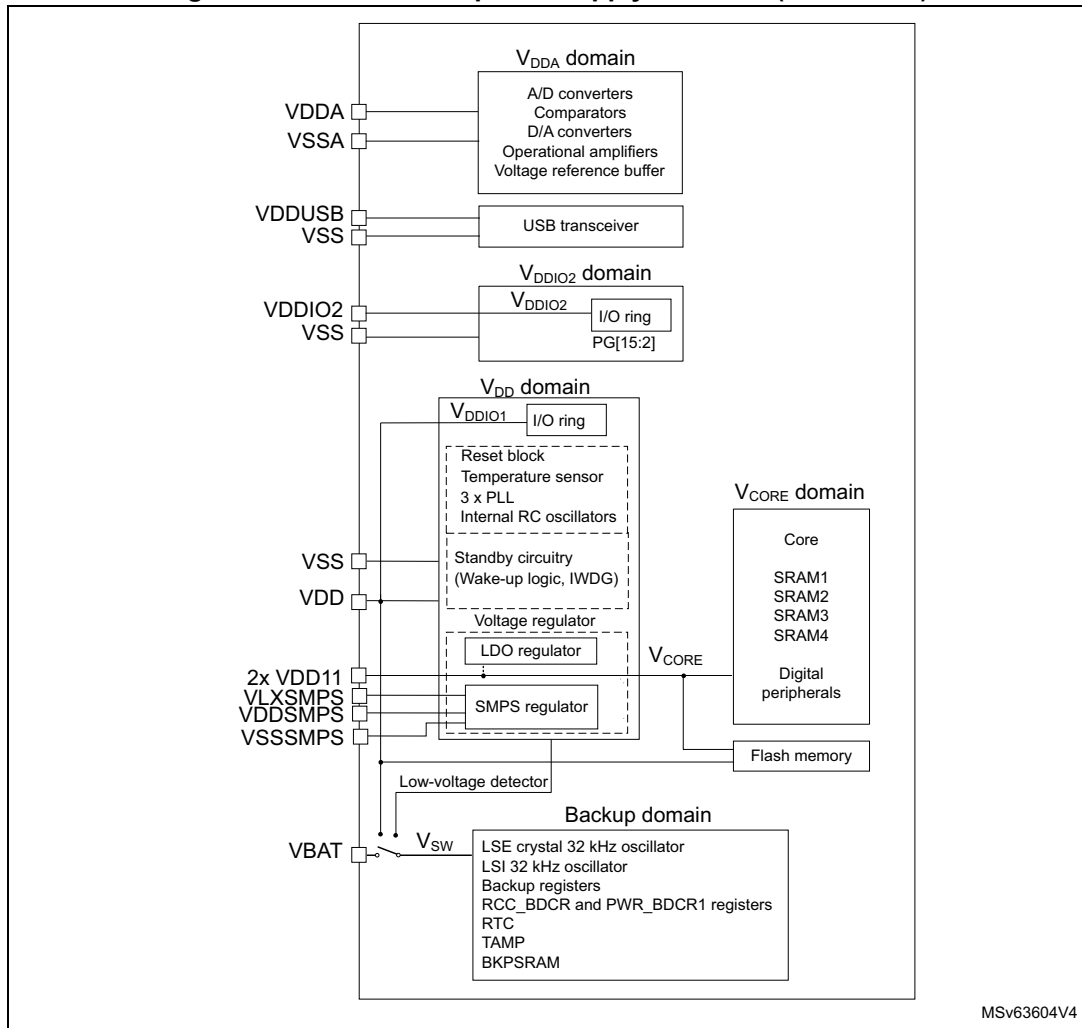 VDDA domain
A/D converters
Comparators
D/A converters
Operational amplifiers
Voltage reference buffer
VDDA
VSSA
VDDUSB
VSS
USB transceiver
VDDIO2 domain
VDDIO2
VDDIO2
VSS
I/O ring
PG[15:2]
VDD domain
VDDIO1
I/O ring
Reset block
Temperature sensor
3 x PLL
Internal RC oscillators
VSS
VDD
Standby circuitry
(Wake-up logic, IWDG)
Voltage regulator
LDO regulator
2x VDD11
VLXSMPS
VDDSMPS
VSSSMPS
SMPS regulator
VCORE
VCORE domain
Core
SRAM1
SRAM2
SRAM3
SRAM4
Digital
peripherals
Flash memory
Low-voltage detector
Backup domain
VBAT
VSW
LSE crystal 32 kHz oscillator
LSI 32 kHz oscillator
Backup registers
RCC_BDCR and PWR_BDCR1 registers
RTC
TAMP
BKPSRAM
MSv63604V4